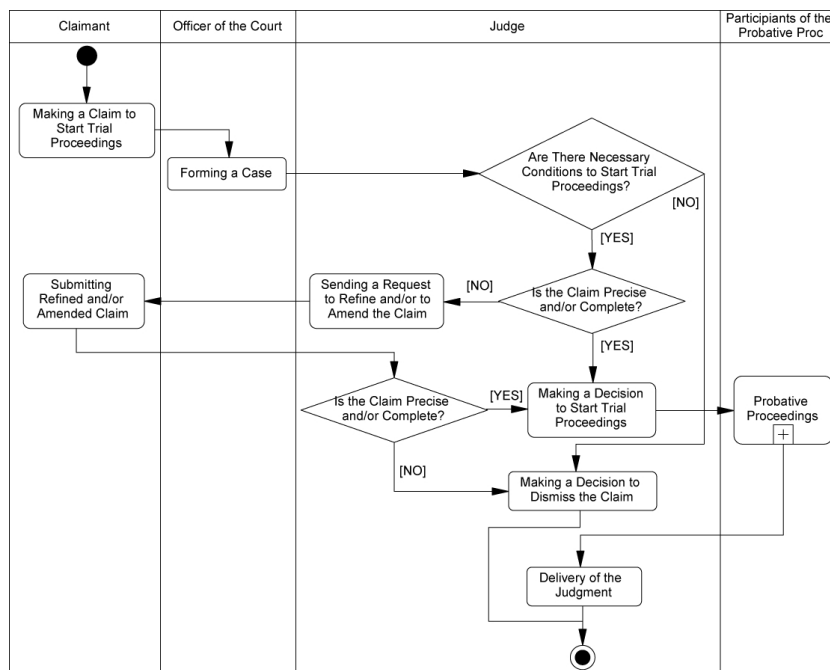 Claimant
Officer of the Court
Judge
Participiants of the
Probative Proc
Making a Claim to
Start Trial
Proceedings
Forming a Case
Are There Necessary
Conditions to Start Trial
Proceedings?
[NO]
[YES]
Submitting
Refined and/or
Amended Claim
Sending a Request
to Refine and/or to
Amend the Claim
[NO]
Is the Claim Precise
and/or Complete?
[YES]
Is the Claim Precise
and/or Complete?
[YES]
Making a Decision
to Start Trial
Proceedings
Probative
Proceedings
[NO]
Making a Decision to
Dismiss the Claim
Delivery of the
Judgment